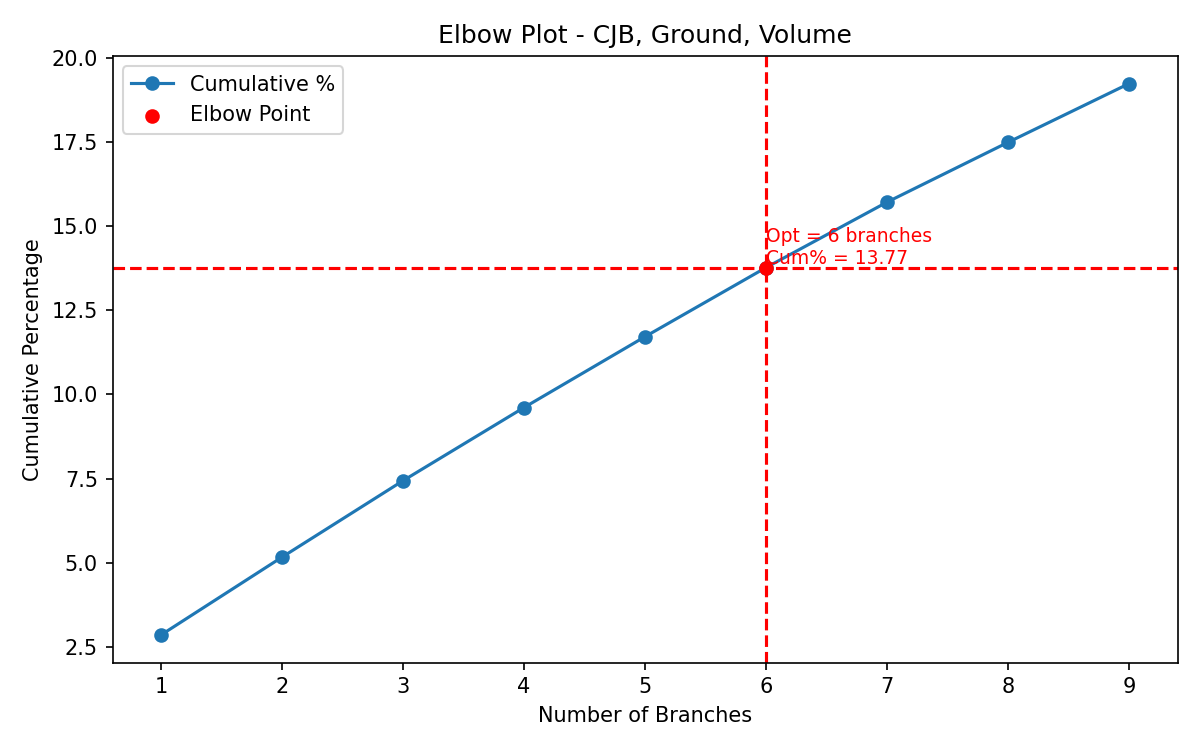 Elbow Plot - CJB, Ground, Volume
Cumulative %
Elbow Point
20.0
17.5
15.0
12.5
10.0
7.5
5.0
2.5
Cumulative Percentage
Opt = 6 branches
Cum% = 13.77
1 2 3 4 5 6 7 8 9
Number of Branches